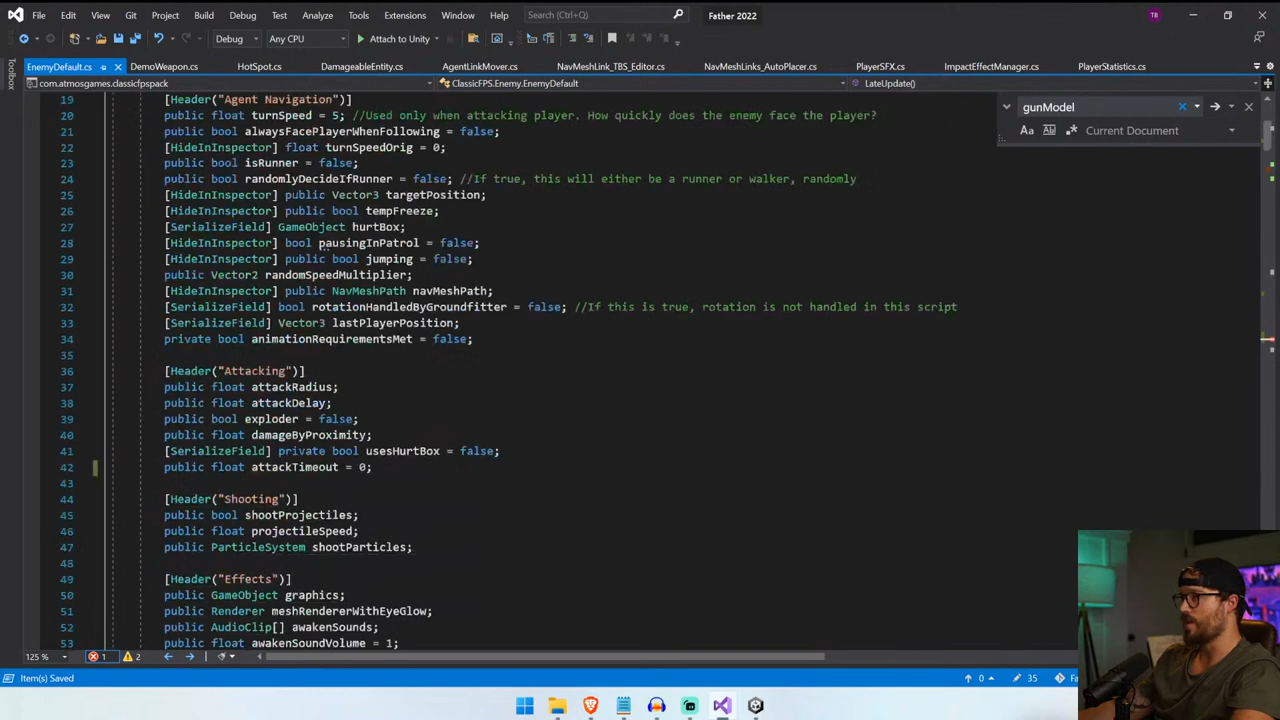 File Edit View Git Project Build Debug Test Analyze Tools Extensions Window Help Search (Ctrl+Q) Father 2022 TB
Debug Any CPU Attach to Unity
Toolbox
EnemyDefault.cs DemoWeapon.cs HotSpot.cs DamageableEntity.cs AgentLinkMover.cs NavMeshLink_TBS_Editor.cs NavMeshLinks_AutoPlacer.cs PlayerSFX.cs ImpactEffectManager.cs PlayerStatistics.cs
com.atmosgames.classicfpspack ClassicFPS.Enemy.EnemyDefault LateUpdate()
gunModel
Aa Current Document
19 [Header("Agent Navigation")]
20 public float turnSpeed = 5; //Used only when attacking player. How quickly does the enemy face the player?
21 public bool alwaysFacePlayerWhenFollowing = false;
22 [HideInInspector] float turnSpeedOrig = 0;
23 public bool isRunner = false;
24 public bool randomlyDecideIfRunner = false; //If true, this will either be a runner or walker, randomly
25 [HideInInspector] public Vector3 targetPosition;
26 [HideInInspector] public bool tempFreeze;
27 [SerializeField] GameObject hurtBox;
28 [HideInInspector] bool pausingInPatrol = false;
29 [HideInInspector] public bool jumping = false;
30 public Vector2 randomSpeedMultiplier;
31 [HideInInspector] public NavMeshPath navMeshPath;
32 [SerializeField] bool rotationHandledByGroundfitter = false; //If this is true, rotation is not handled in this script
33 [SerializeField] Vector3 lastPlayerPosition;
34 private bool animationRequirementsMet = false;
35
36 [Header("Attacking")]
37 public float attackRadius;
38 public float attackDelay;
39 public bool exploder = false;
40 public float damageByProximity;
41 [SerializeField] private bool usesHurtBox = false;
42 public float attackTimeout = 0;
43
44 [Header("Shooting")]
45 public bool shootProjectiles;
46 public float projectileSpeed;
47 public ParticleSystem shootParticles;
48
49 [Header("Effects")]
50 public GameObject graphics;
51 public Renderer meshRendererWithEyeGlow;
52 public AudioClip[] awakenSounds;
53 public float awakenSoundVolume = 1;
125 % 1 2
Item(s) Saved 0 35 Fa